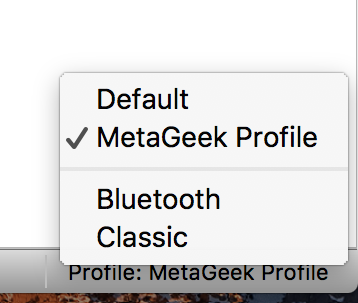 Default
MetaGeek Profile
Bluetooth
Classic
Profile: MetaGeek Profile